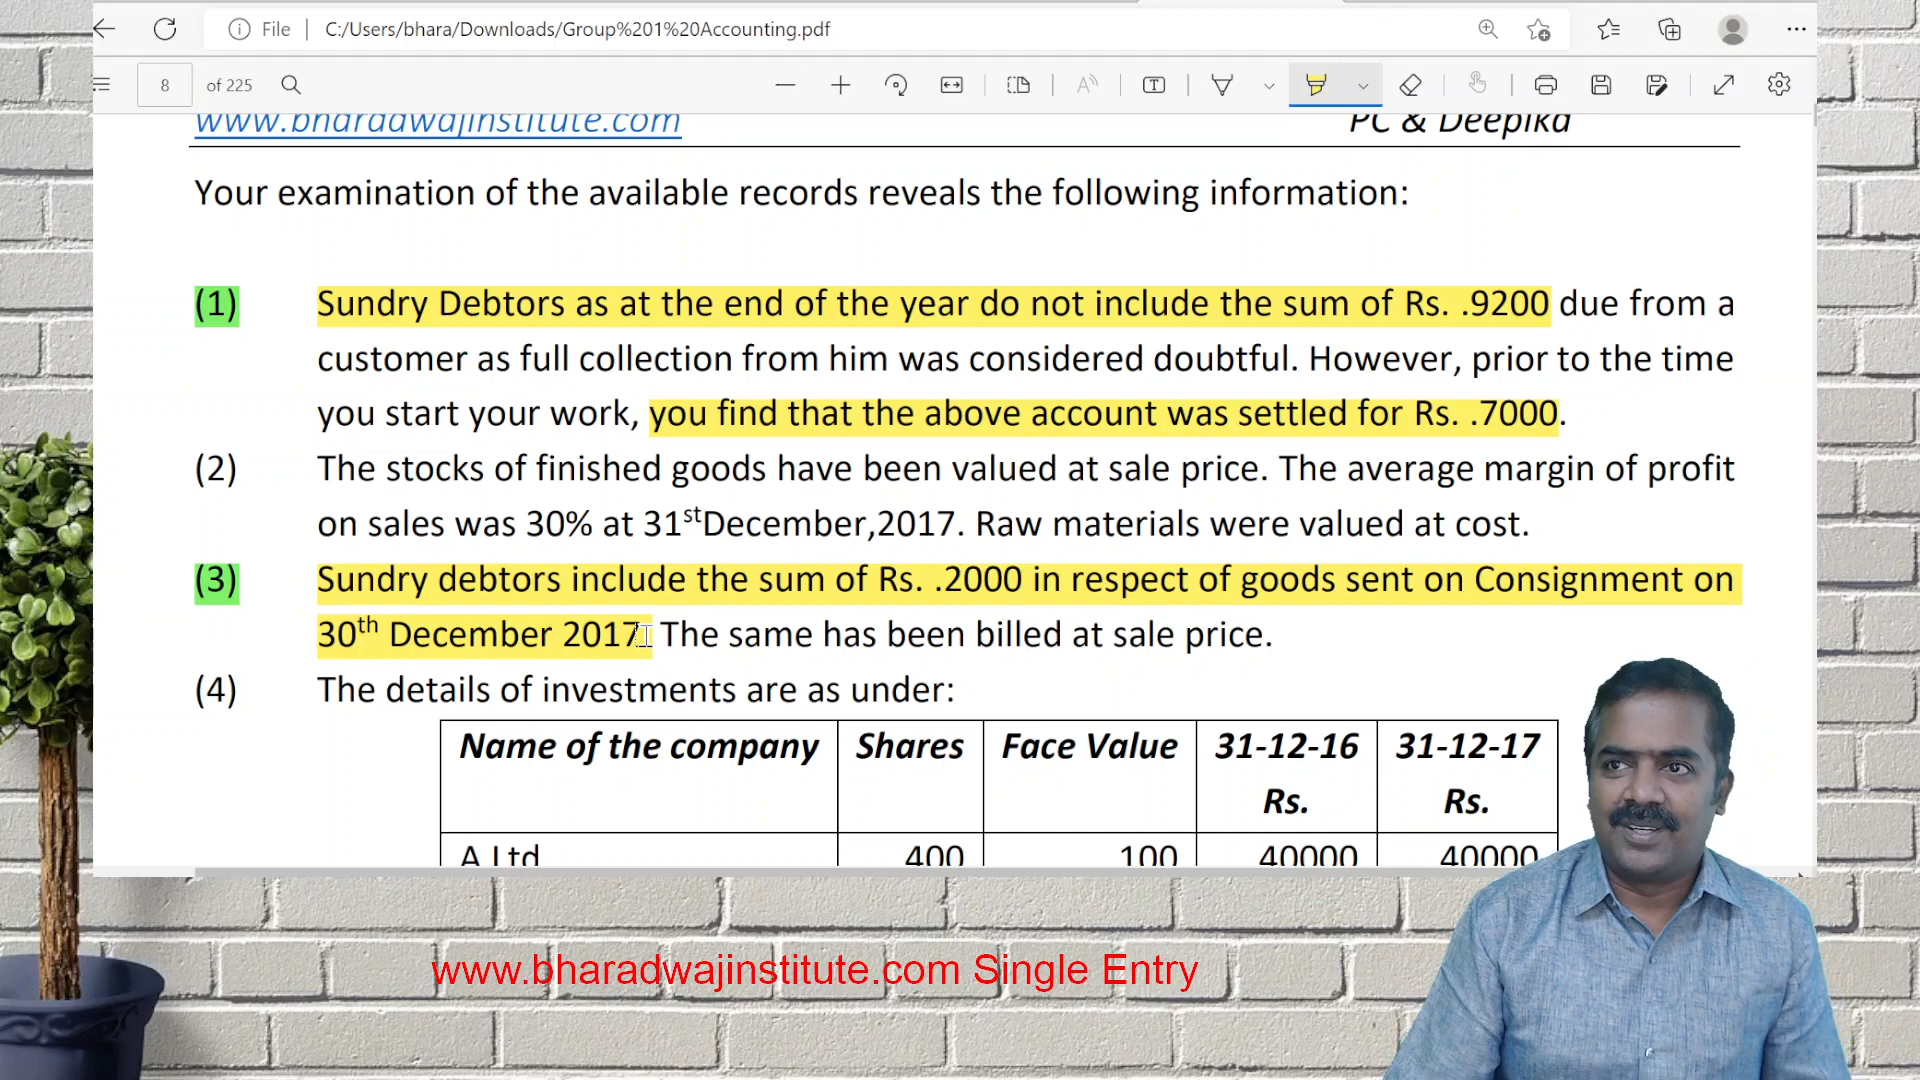 File C:/Users/bhara/Downloads/Group%201%20Accounting.pdf
8 of 225
www.bharadwajinstitute.com PC & Deepika
Your examination of the available records reveals the following information:
(1) Sundry Debtors as at the end of the year do not include the sum of Rs. .9200 due from a
customer as full collection from him was considered doubtful. However, prior to the time
you start your work, you find that the above account was settled for Rs. .7000.
(2) The stocks of finished goods have been valued at sale price. The average margin of profit
on sales was 30% at 31stDecember,2017. Raw materials were valued at cost.
(3) Sundry debtors include the sum of Rs. .2000 in respect of goods sent on Consignment on
30th December 2017. The same has been billed at sale price.
(4) The details of investments are as under:
Name of the company Shares Face Value 31-12-16 31-12-17
Rs. Rs.
A Ltd 400 100 40000 40000
www.bharadwajinstitute.com Single Entry